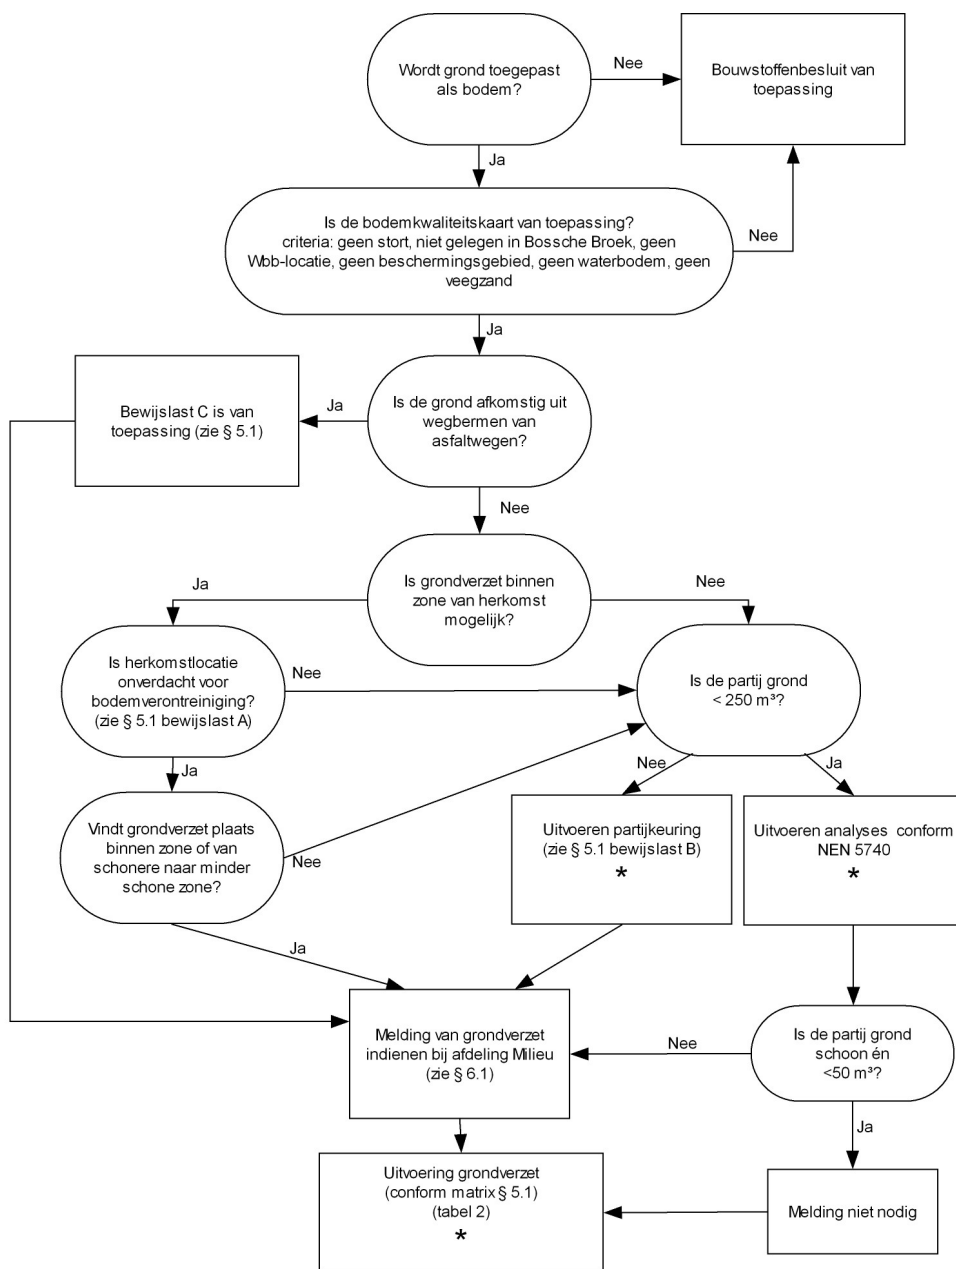 Wordt grond toegepast
als bodem?
Nee
Bouwstoffenbesluit van
toepassing
Ja
Is de bodemkwaliteitskaart van toepassing?
criteria: geen stort, niet gelegen in Bossche Broek, geen
Wbb-locatie, geen beschermingsgebied, geen waterbodem, geen
veegzand
Nee
Ja
Bewijslast C is van
toepassing (zie § 5.1)
Ja
Is de grond afkomstig uit
wegbermen van
asfaltwegen?
Nee
Ja
Is grondverzet binnen
zone van herkomst
mogelijk?
Nee
Is herkomstlocatie
onverdacht voor
bodemverontreiniging?
(zie § 5.1 bewijslast A)
Nee
Is de partij grond
< 250 m³?
Ja
Nee
Ja
Vindt grondverzet plaats
binnen zone of van
schonere naar minder
schone zone?
Nee
Uitvoeren partijkeuring
(zie § 5.1 bewijslast B)
*
Uitvoeren analyses conform
NEN 5740
*
Ja
Melding van grondverzet
indienen bij afdeling Milieu
(zie § 6.1)
Nee
Is de partij grond
schoon én
<50 m³?
Ja
Uitvoering grondverzet
(conform matrix § 5.1)
(tabel 2)
*
Melding niet nodig